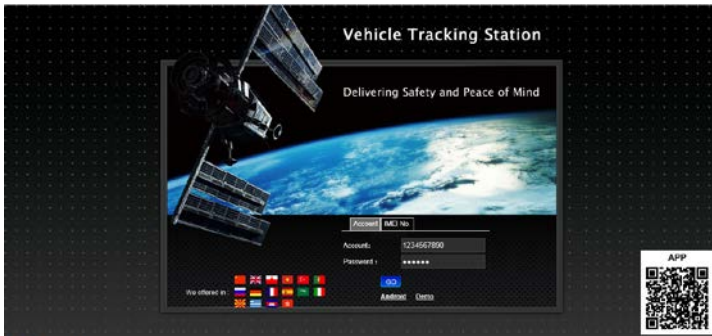 Vehicle Tracking Station
Delivering Safety and Peace of Mind
Account IMEI No
Account:
1234567890
Password :
••••••
We offered in :
GO
Android Demo
APP